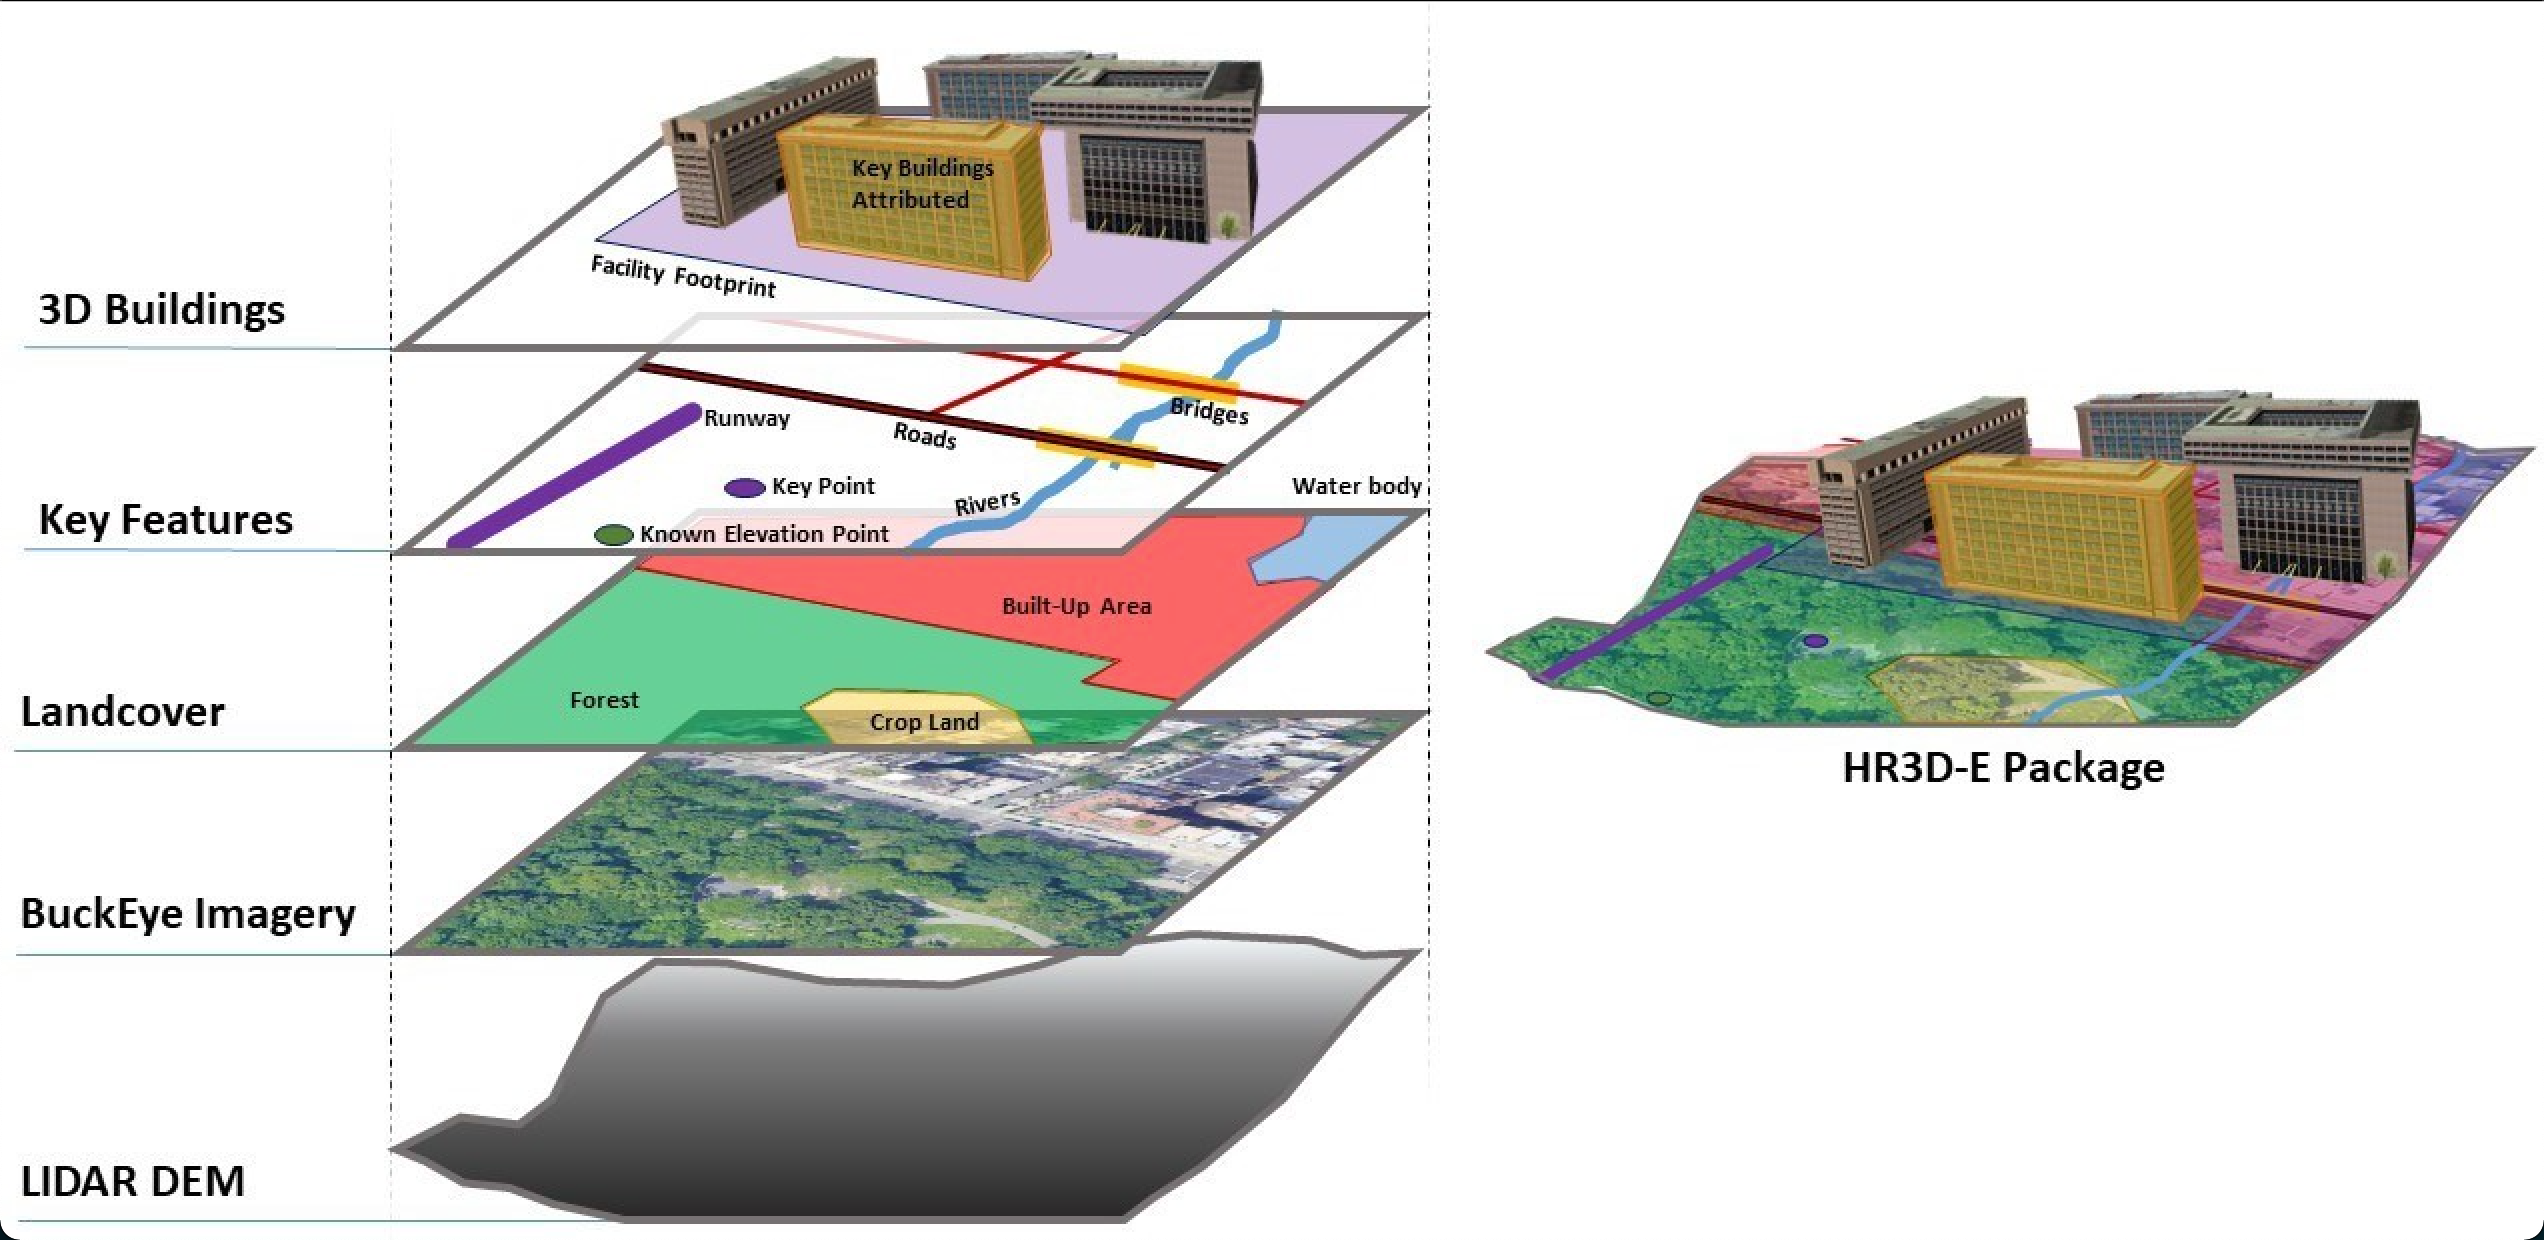 Key Buildings
Attributed
Facility Footprint
3D Buildings
Bridges
Runway
Roads
Key Point
Water body
Rivers
Key Features
Known Elevation Point
Built-Up Area
Forest
Landcover
Crop Land
HR3D-E Package
BuckEye Imagery
LIDAR DEM